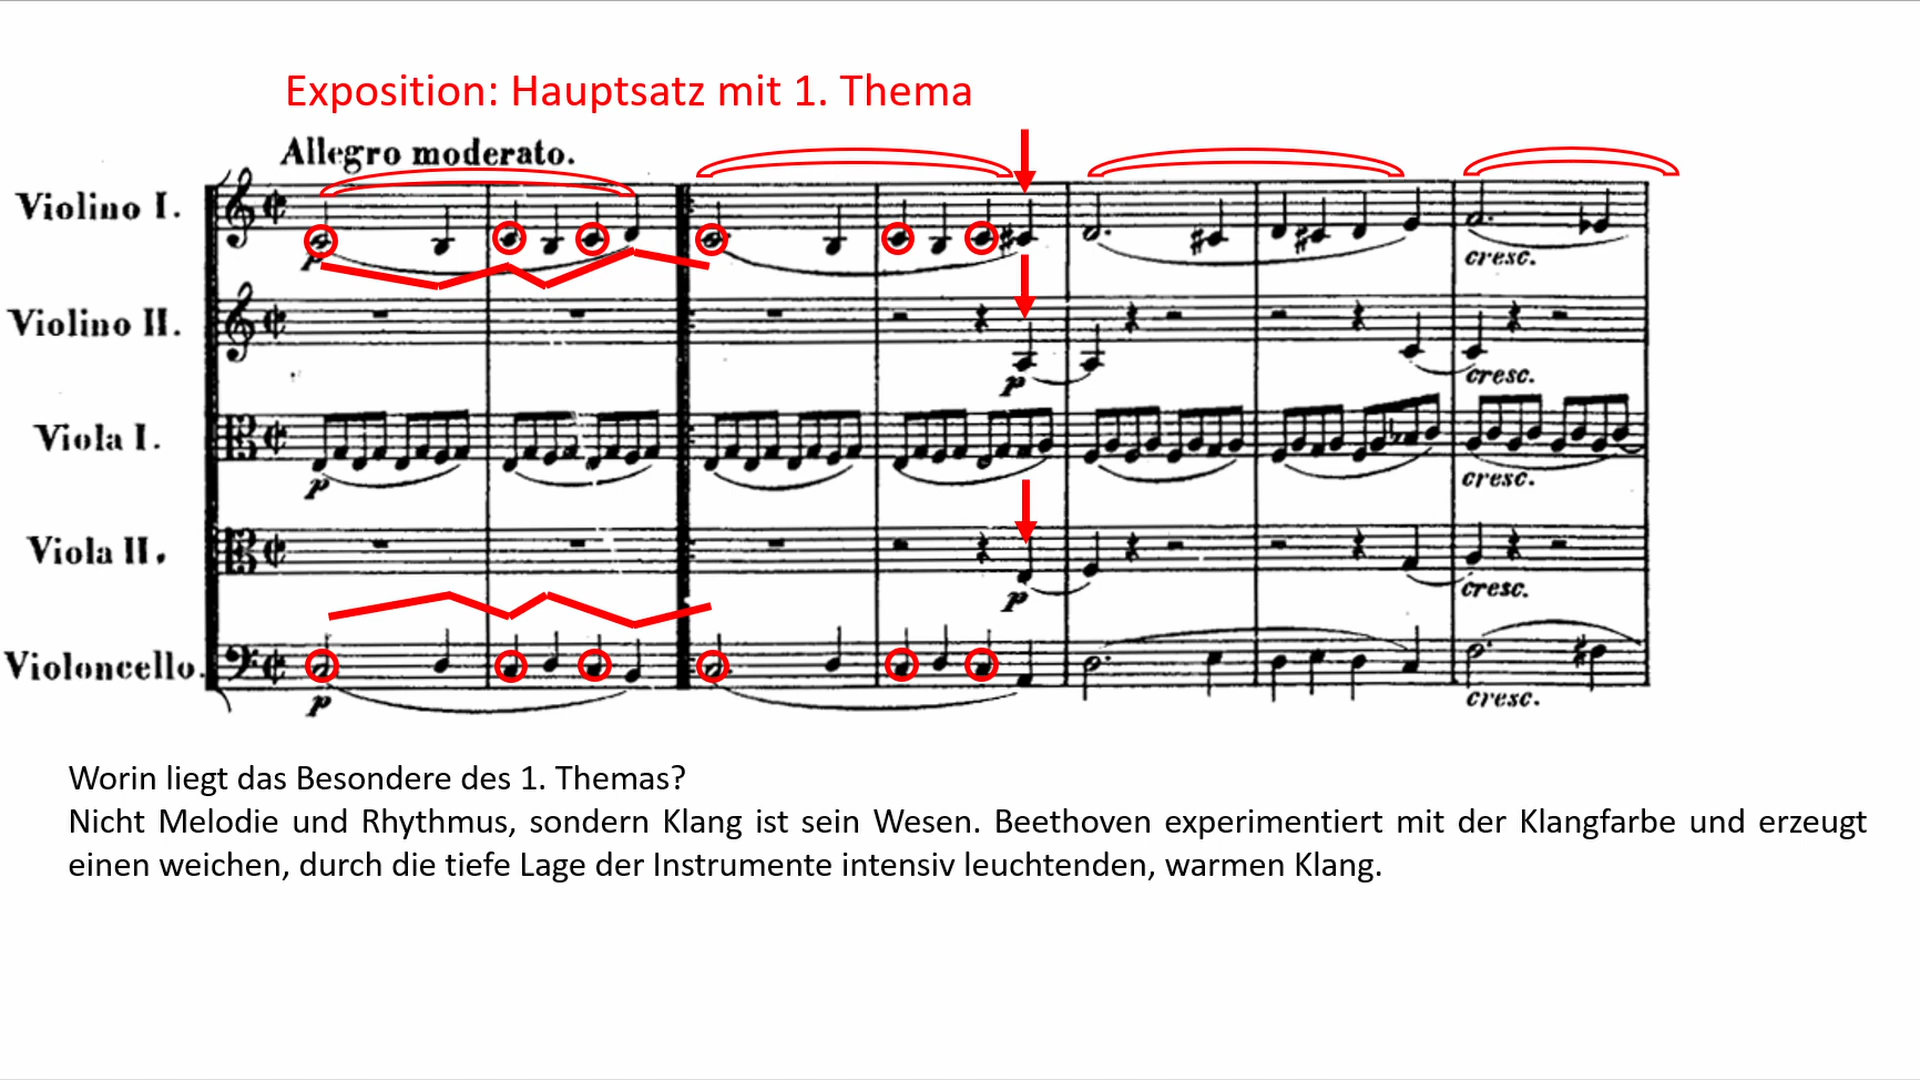 Exposition: Hauptsatz mit 1. Thema
Allegro moderato.
Violino I.
p
cresc.
Violino II.
p
cresc.
Viola I.
p
cresc.
Viola II.
p
cresc.
Violoncello.
p
cresc.
Worin liegt das Besondere des 1. Themas?
Nicht Melodie und Rhythmus, sondern Klang ist sein Wesen. Beethoven experimentiert mit der Klangfarbe und erzeugt
einen weichen, durch die tiefe Lage der Instrumente intensiv leuchtenden, warmen Klang.